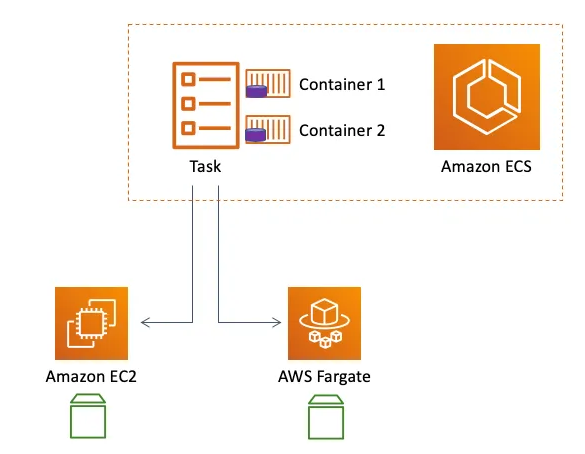 Container 1
Container 2
Task
Amazon ECS
Amazon EC2
AWS Fargate